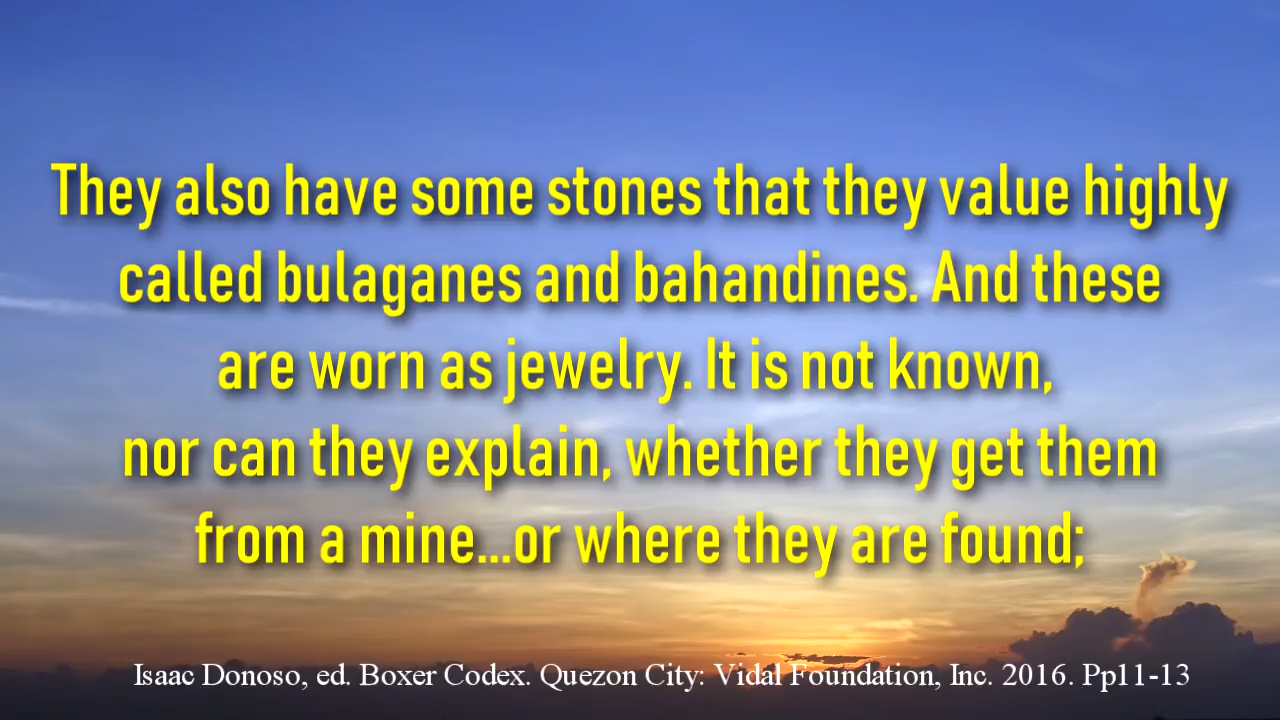 They also have some stones that they value highly
called bulaganes and bahandines. And these
are worn as jewelry. It is not known,
nor can they explain, whether they get them
from a mine...or where they are found;
Isaac Donoso, ed. Boxer Codex. Quezon City: Vidal Foundation, Inc. 2016. Pp11-13